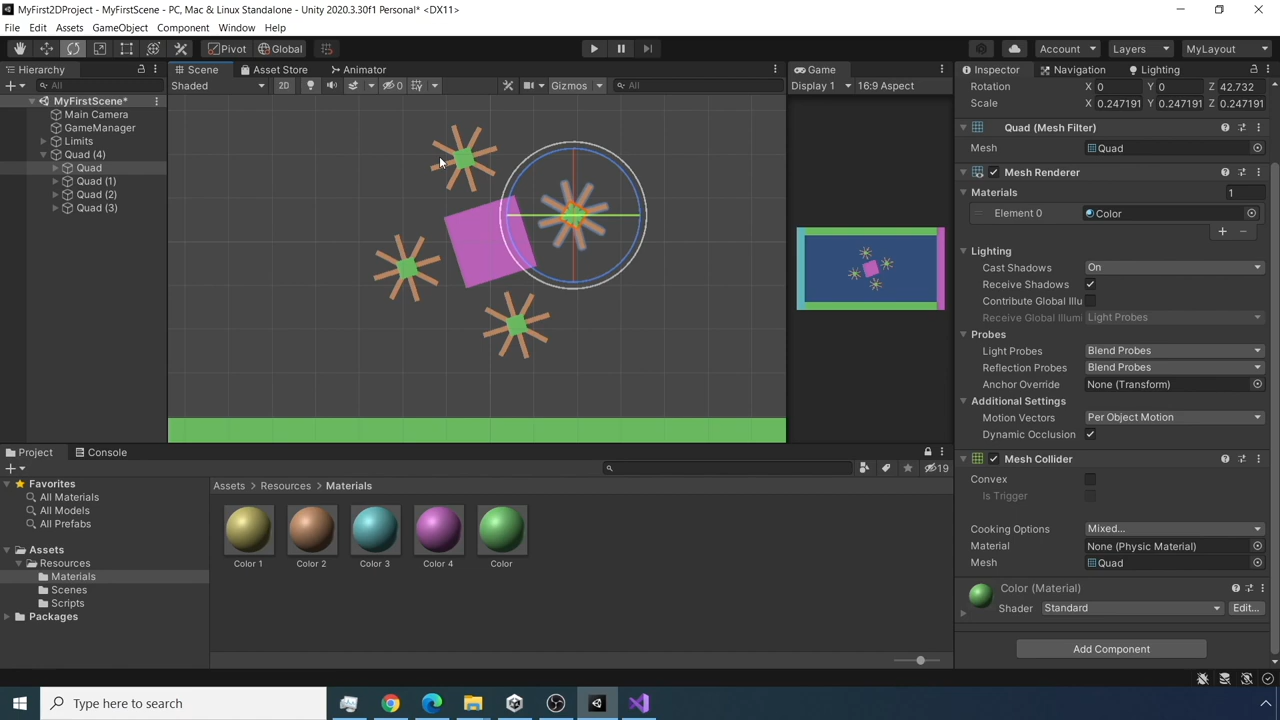 MyFirst2DProject - MyFirstScene - PC, Mac & Linux Standalone - Unity 2020.3.30f1 Personal* <DX11>
File Edit Assets GameObject Component Window Help
Pivot Global Account Layers MyLayout
Hierarchy Scene Asset Store Animator Game Inspector Navigation Lighting
All Shaded 2D 0 Gizmos All Display 1 16:9 Aspect
MyFirstScene*
Main Camera
GameManager
Limits
Quad (4)
Quad
Quad (1)
Quad (2)
Quad (3)
Rotation X 0 Y 0 Z 42.732
Scale X 0.247191 Y 0.247191 Z 0.247191
Quad (Mesh Filter)
Mesh Quad
Mesh Renderer
Materials 1
Element 0 Color
Lighting
Cast Shadows On
Receive Shadows
Contribute Global Illu
Receive Global Illumi Light Probes
Probes
Light Probes Blend Probes
Reflection Probes Blend Probes
Anchor Override None (Transform)
Additional Settings
Motion Vectors Per Object Motion
Dynamic Occlusion
Mesh Collider
Convex
Is Trigger
Cooking Options Mixed...
Material None (Physic Material)
Mesh Quad
Color (Material)
Shader Standard Edit...
Add Component
Project Console
19
Favorites
All Materials
All Models
All Prefabs
Assets
Resources
Materials
Scenes
Scripts
Packages
Assets > Resources > Materials
Color 1 Color 2 Color 3 Color 4 Color
Type here to search